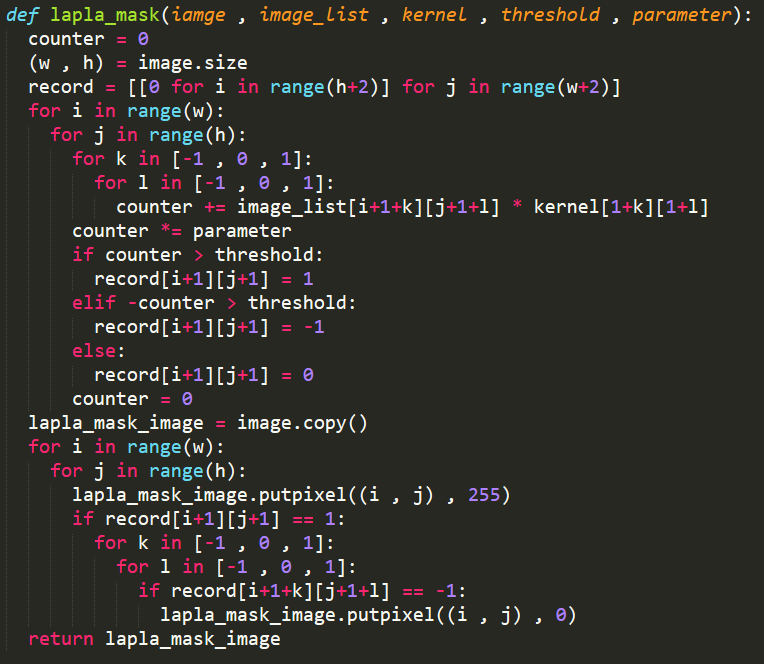 def lapla_mask(iamge , image_list , kernel , threshold , parameter):
  counter = 0
  (w , h) = image.size
  record = [[0 for i in range(h+2)] for j in range(w+2)]
  for i in range(w):
    for j in range(h):
      for k in [-1 , 0 , 1]:
        for l in [-1 , 0 , 1]:
          counter += image_list[i+1+k][j+1+l] * kernel[1+k][1+l]
      counter *= parameter
      if counter > threshold:
        record[i+1][j+1] = 1
      elif -counter > threshold:
        record[i+1][j+1] = -1
      else:
        record[i+1][j+1] = 0
      counter = 0
  lapla_mask_image = image.copy()
  for i in range(w):
    for j in range(h):
      lapla_mask_image.putpixel((i , j) , 255)
      if record[i+1][j+1] == 1:
        for k in [-1 , 0 , 1]:
          for l in [-1 , 0 , 1]:
            if record[i+1+k][j+1+l] == -1:
              lapla_mask_image.putpixel((i , j) , 0)
  return lapla_mask_image